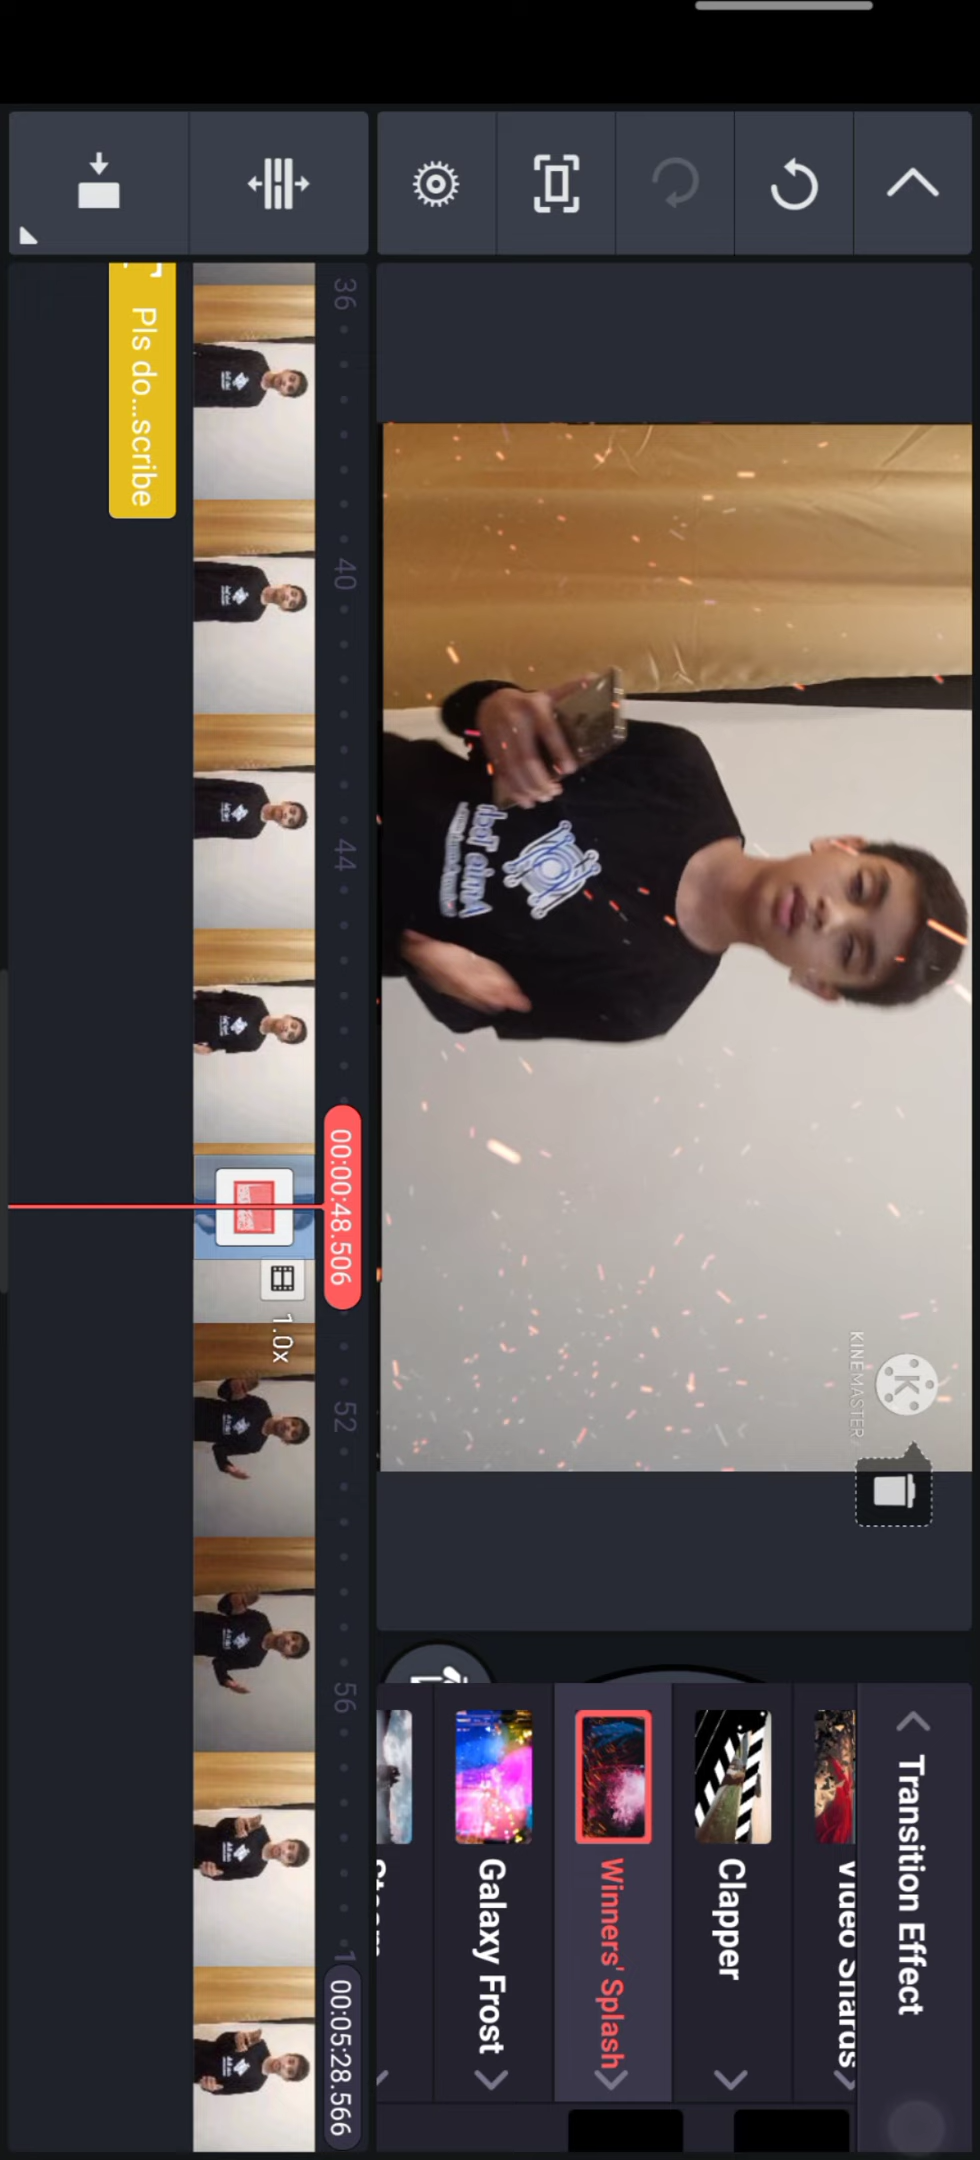 Transition Effect
Video Shards
Clapper
Winners' Splash
Galaxy Frost
KINEMASTER
36
40
44
00:00:48.506
52
56
00:05:28.566
1.0x
Pls do...scribe